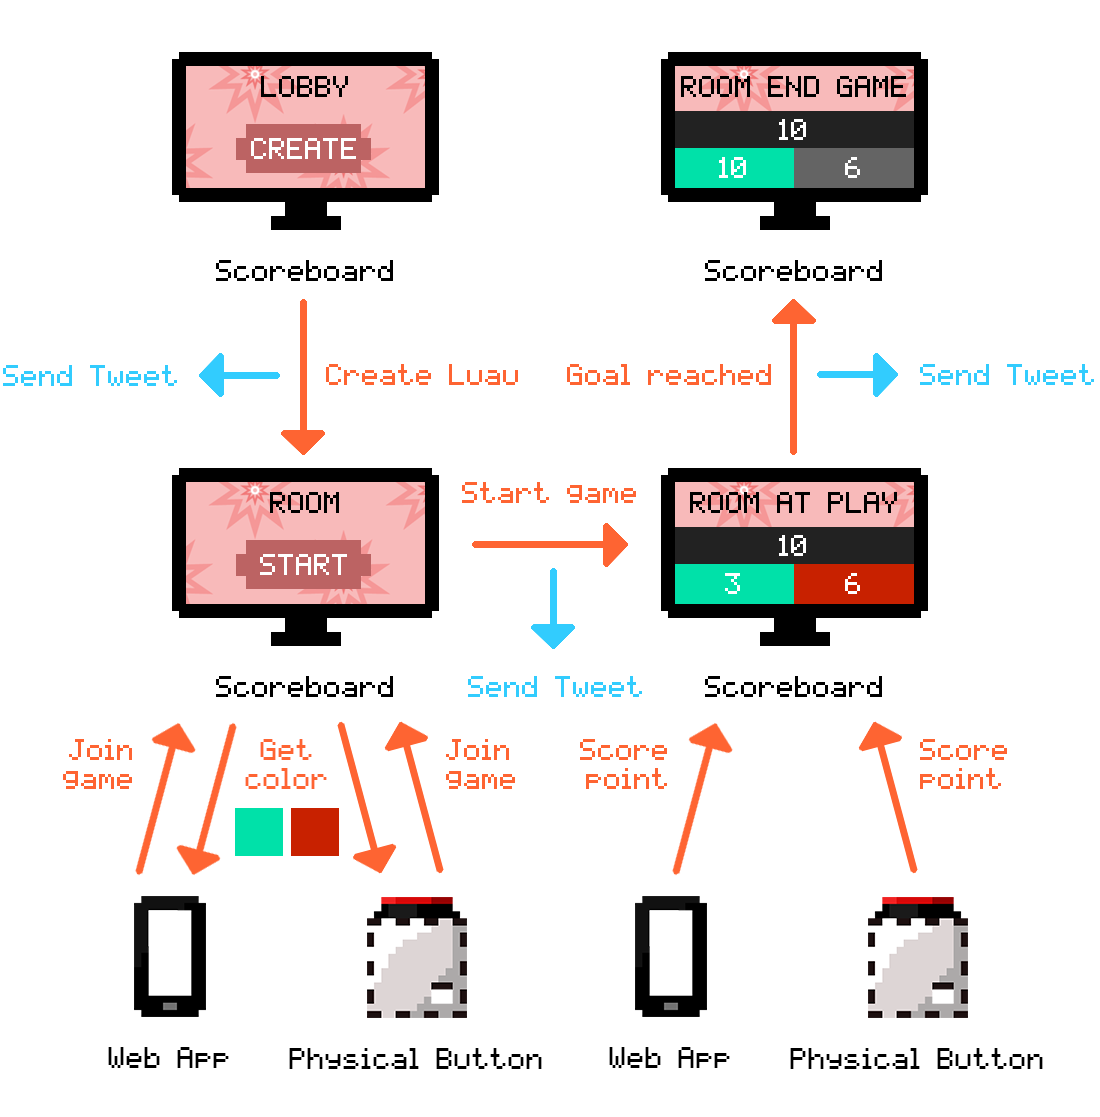 LOBBY
CREATE
Scoreboard
ROOM END GAME
10
10 6
Scoreboard
Send Tweet
Create Luau
Goal reached
Send Tweet
ROOM
START
Scoreboard
Start game
Send Tweet
ROOM AT PLAY
10
3 6
Scoreboard
Join
game
Get
color
Join
game
Score
point
Score
point
Web App
Physical Button
Web App
Physical Button